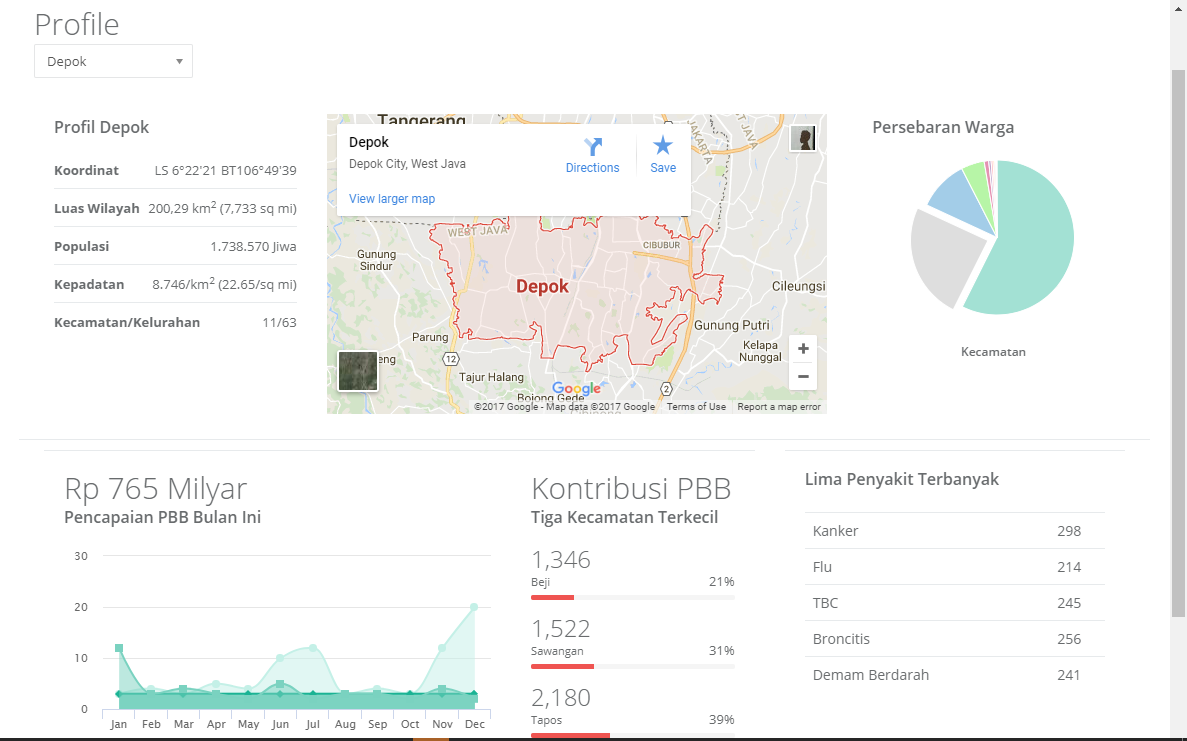 Profile
Depok
Profil Depok
Koordinat LS 6°22'21 BT106°49'39
Luas Wilayah 200,29 km² (7,733 sq mi)
Populasi 1.738.570 Jiwa
Kepadatan 8.746/km² (22.65/sq mi)
Kecamatan/Kelurahan 11/63
Tangerang
JAKARTA
Depok
Depok City, West Java
Directions
Save
View larger map
WEST JAVA
CIBUBUR
Gunung
Sindur
Depok
Cileungsi
Gunung Putri
Parung
Kelapa
Nunggal
eng
12
Tajur Halang
2
Google
Bojong Gede
Cibinong
©2017 Google - Map data ©2017 Google Terms of Use Report a map error
Persebaran Warga
Kecamatan
Rp 765 Milyar
Pencapaian PBB Bulan Ini
30
20
10
0
Jan Feb Mar Apr May Jun Jul Aug Sep Oct Nov Dec
Kontribusi PBB
Tiga Kecamatan Terkecil
1,346
Beji 21%
1,522
Sawangan 31%
2,180
Tapos 39%
Lima Penyakit Terbanyak
Kanker 298
Flu 214
TBC 245
Broncitis 256
Demam Berdarah 241